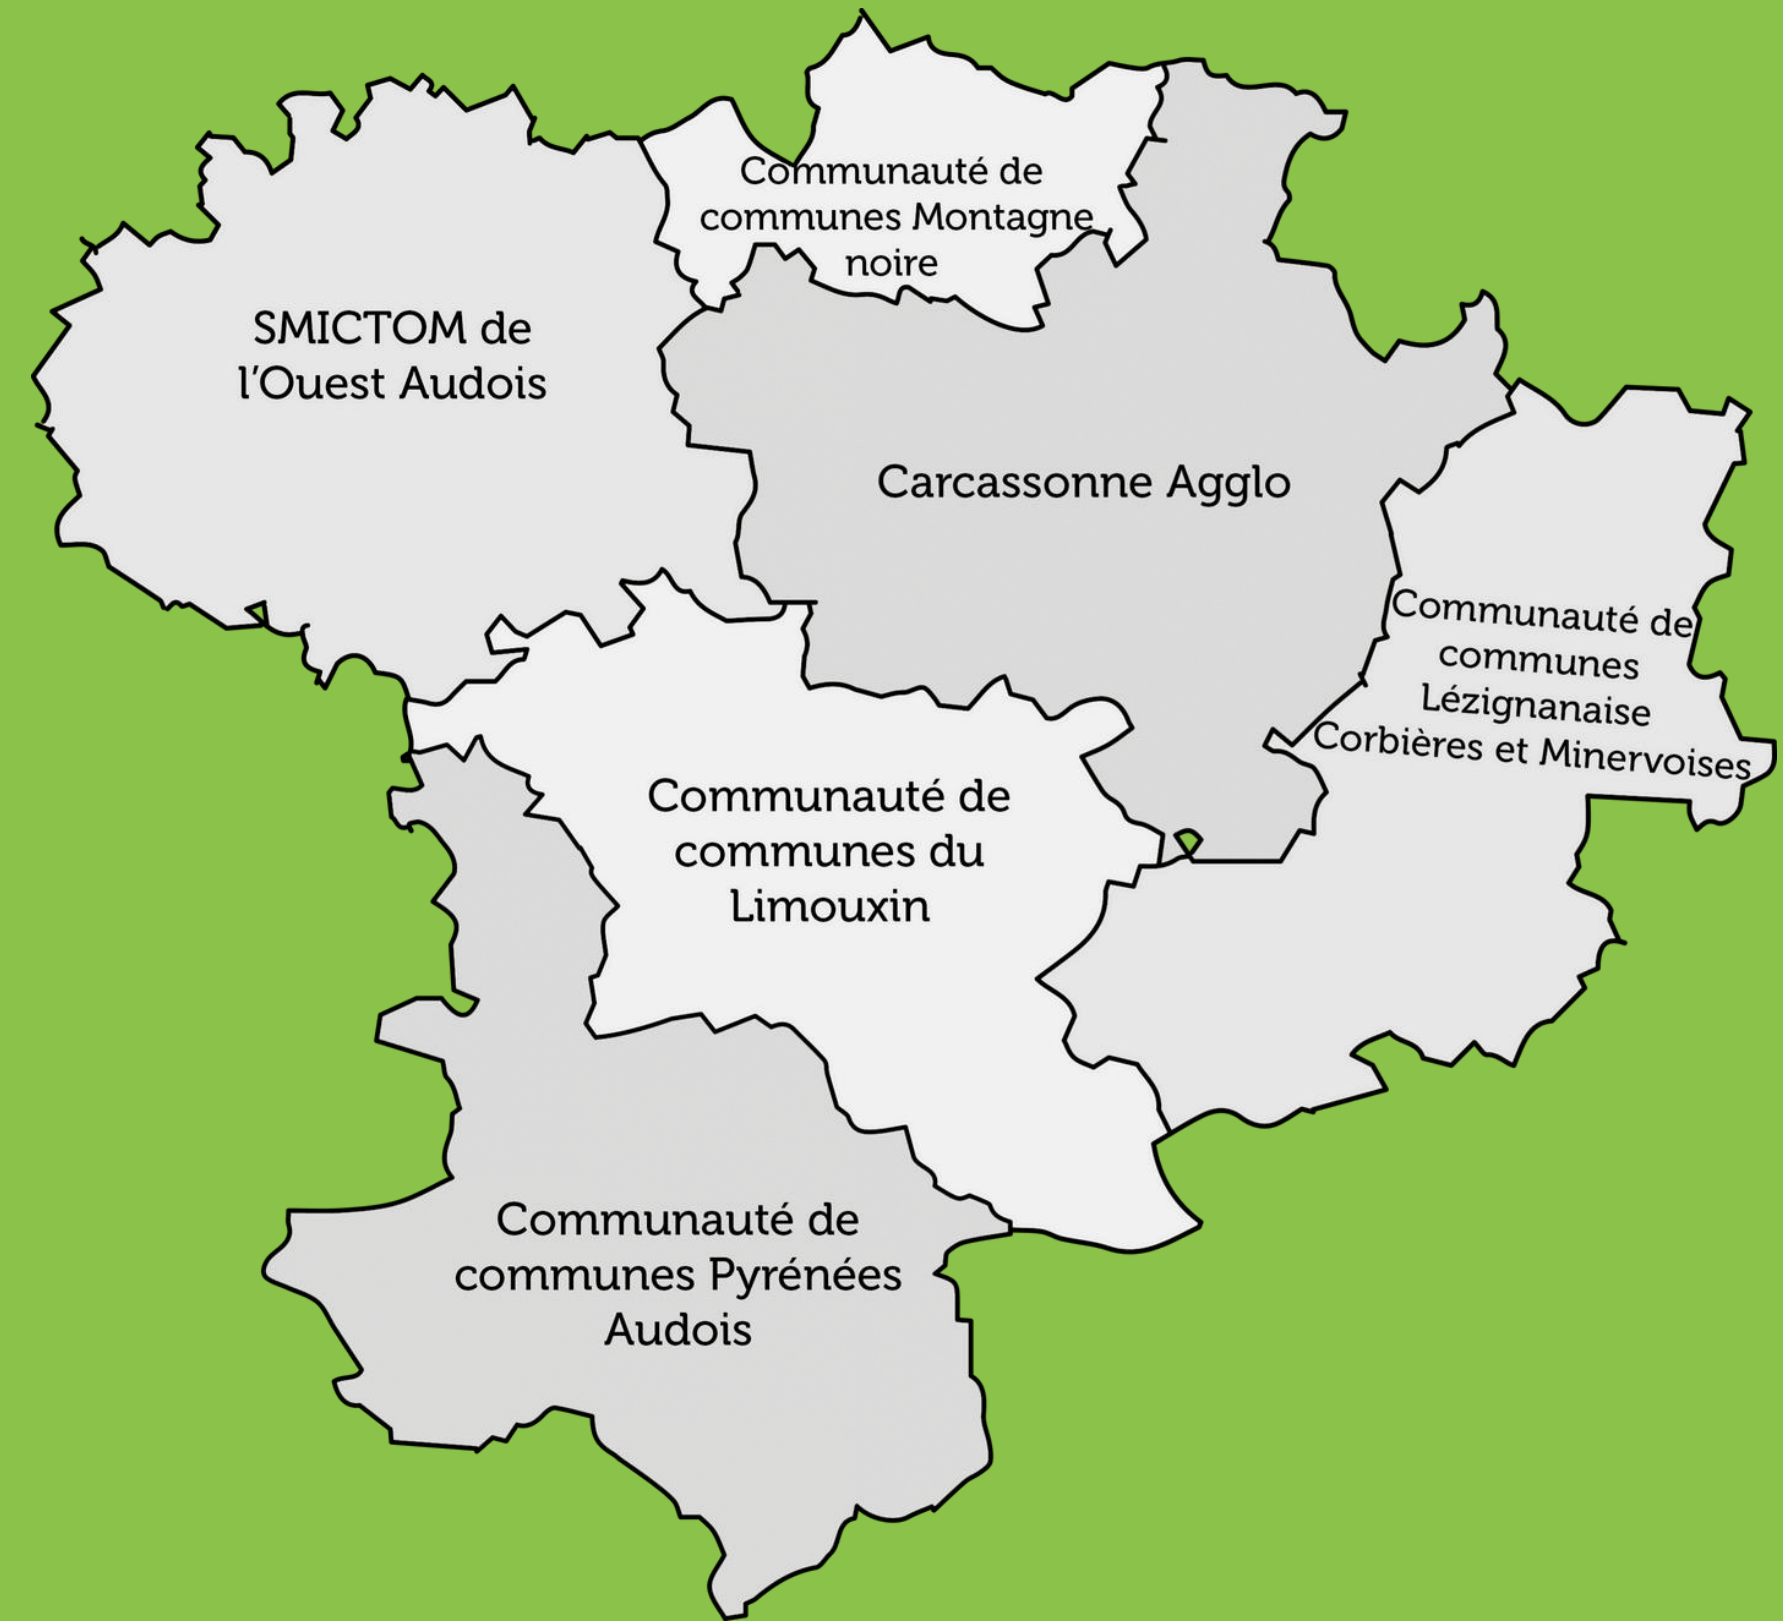 Communauté de
communes Montagne
noire
SMICTOM de
l'Ouest Audois
Carcassonne Agglo
Communauté de
communes
Lézignanaise
Corbières et Minervoises
Communauté de
communes du
Limouxin
Communauté de
communes Pyrénées
Audois